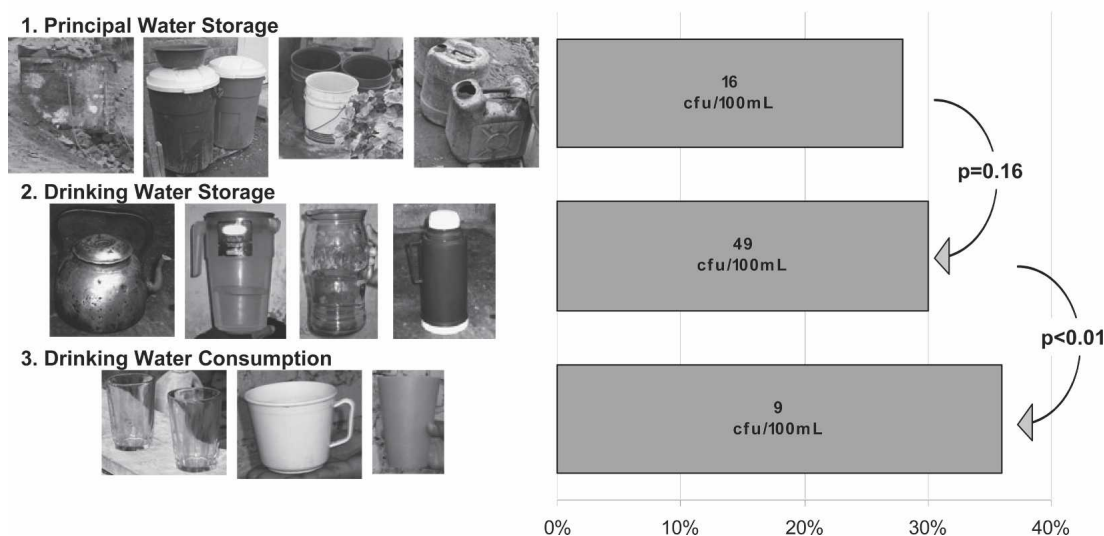 1. Principal Water Storage
16
cfu/100mL
p=0.16
2. Drinking Water Storage
49
cfu/100mL
p<0.01
3. Drinking Water Consumption
9
cfu/100mL
0%
10%
20%
30%
40%